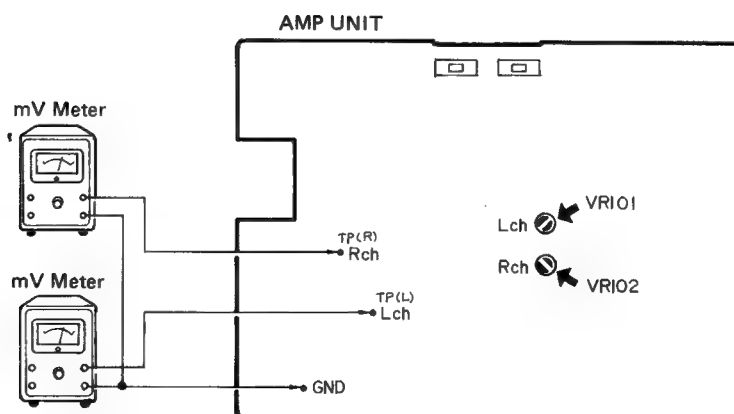 AMP UNIT
mV Meter
VR101
Lch
TP(R)
Rch
Rch
mV Meter
VR102
TP(L)
Lch
GND